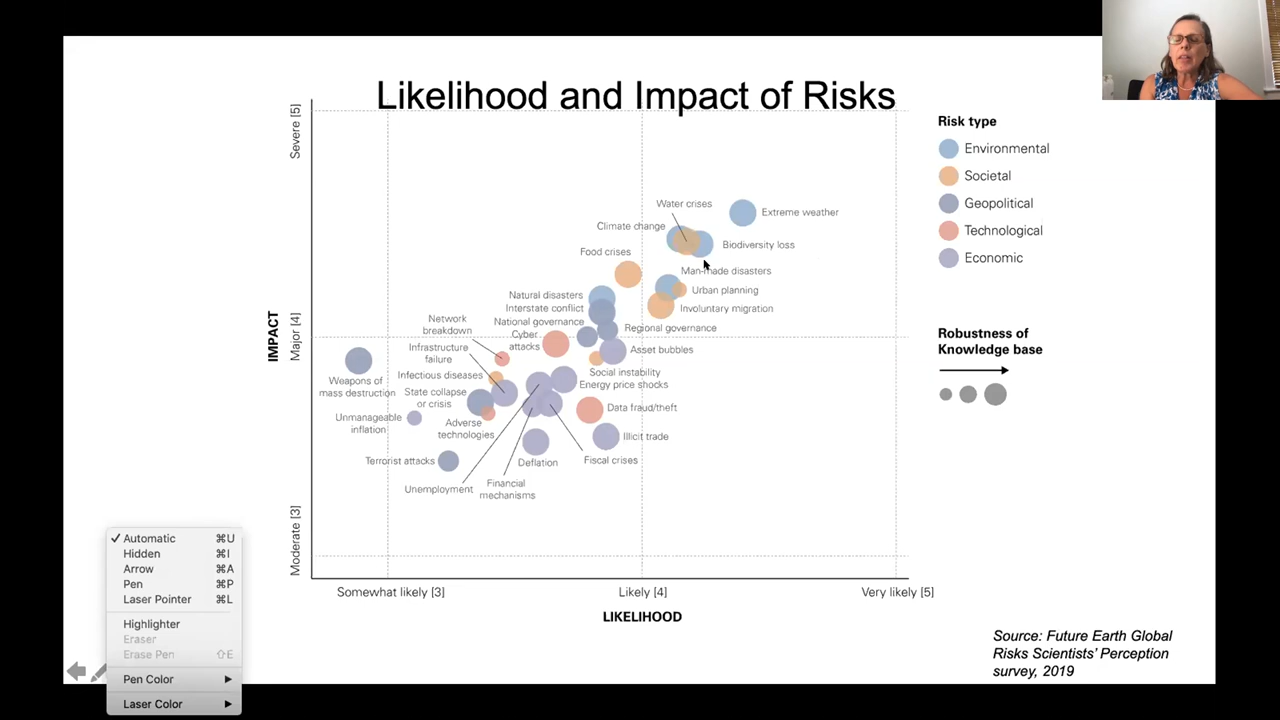 Likelihood and Impact of Risks
Severe [5]
IMPACT
Major [4]
Moderate [3]
Water crises
Extreme weather
Climate change
Biodiversity loss
Food crises
Man-made disasters
Urban planning
Natural disasters
Interstate conflict
Involuntary migration
National governance
Regional governance
Network
breakdown
Cyber
attacks
Asset bubbles
Infrastructure
failure
Social instability
Infectious diseases
Energy price shocks
Weapons of
mass destruction
State collapse
or crisis
Data fraud/theft
Unmanageable
inflation
Adverse
technologies
Illicit trade
Terrorist attacks
Deflation
Fiscal crises
Unemployment
Financial
mechanisms
Somewhat likely [3]
Likely [4]
Very likely [5]
LIKELIHOOD
Risk type
Environmental
Societal
Geopolitical
Technological
Economic
Robustness of
Knowledge base
Source: Future Earth Global
Risks Scientists' Perception
survey, 2019
✓ Automatic ⌘U
Hidden ⌘I
Arrow ⌘A
Pen ⌘P
Laser Pointer ⌘L
Highlighter
Eraser
Erase Pen ⇧E
Pen Color
Laser Color